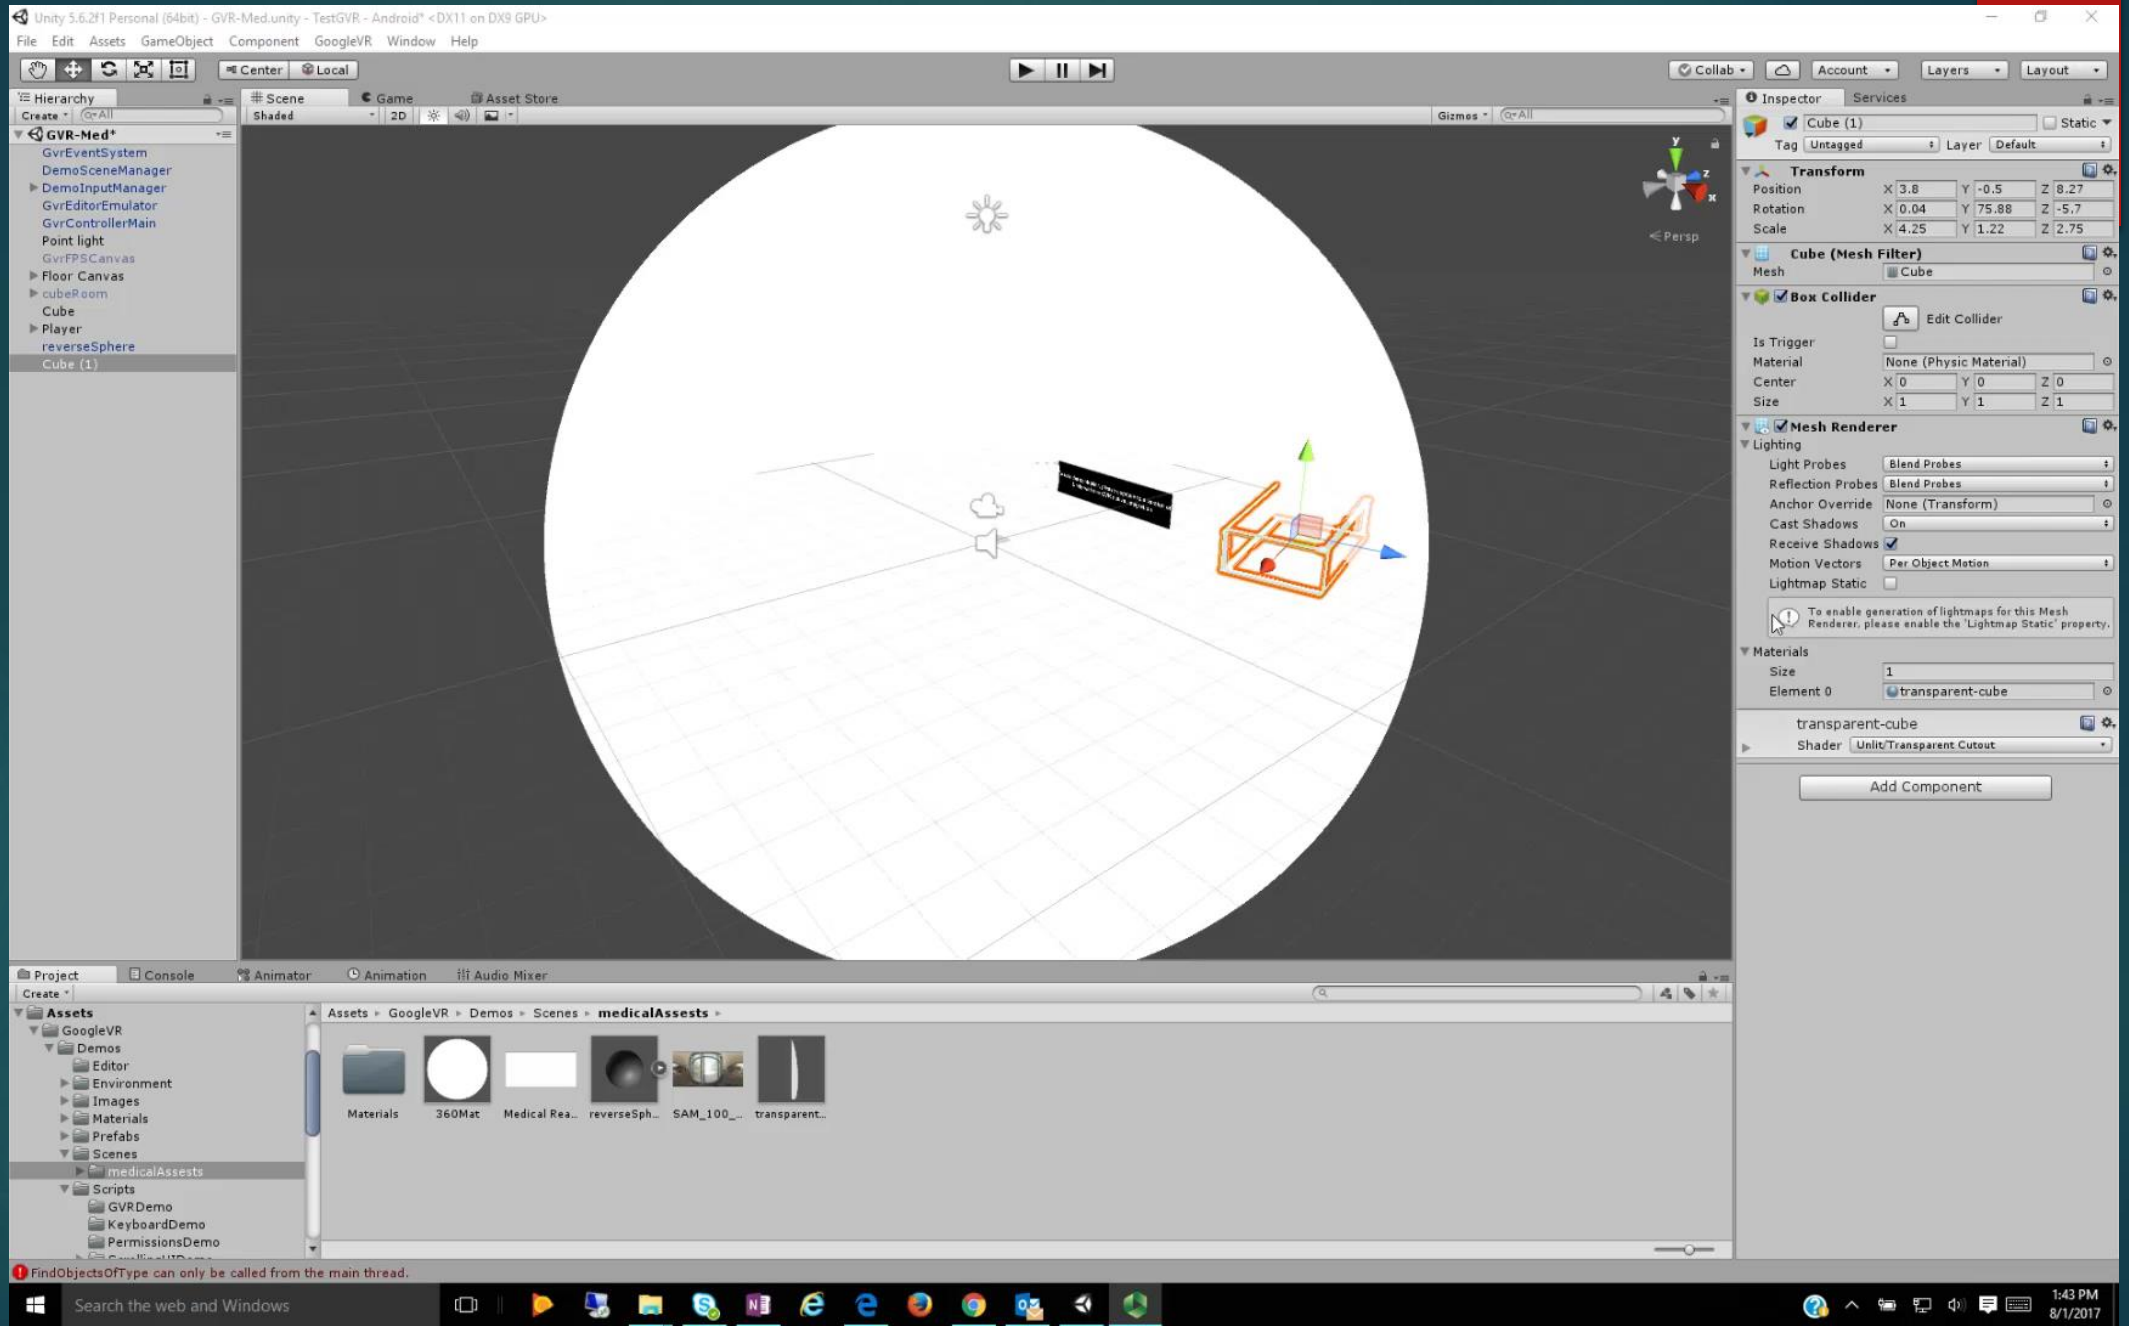 Unity 5.6.2f1 Personal (64bit) - GVR-Med.unity - TestGVR - Android* <DX11 on DX9 GPU>
File Edit Assets GameObject Component GoogleVR Window Help
Center Local
Collab Account Layers Layout
Hierarchy
Create All
GVR-Med*
GvrEventSystem
DemoSceneManager
DemoInputManager
GvrEditorEmulator
GvrControllerMain
Point light
GvrFPSCanvas
Floor Canvas
cubeRoom
Cube
Player
reverseSphere
Cube (1)
Scene Game Asset Store
Shaded 2D Gizmos All
y
z
x
Persp
Inspector Services
Cube (1) Static
Tag Untagged Layer Default
Transform
Position X 3.8 Y -0.5 Z 8.27
Rotation X 0.04 Y 75.88 Z -5.7
Scale X 4.25 Y 1.22 Z 2.75
Cube (Mesh Filter)
Mesh Cube
Box Collider
Edit Collider
Is Trigger
Material None (Physic Material)
Center X 0 Y 0 Z 0
Size X 1 Y 1 Z 1
Mesh Renderer
Lighting
Light Probes Blend Probes
Reflection Probes Blend Probes
Anchor Override None (Transform)
Cast Shadows On
Receive Shadows
Motion Vectors Per Object Motion
Lightmap Static
To enable generation of lightmaps for this Mesh
Renderer, please enable the 'Lightmap Static' property.
Materials
Size 1
Element 0 transparent-cube
transparent-cube
Shader Unlit/Transparent Cutout
Add Component
Project Console Animator Animation Audio Mixer
Create
Assets
GoogleVR
Demos
Editor
Environment
Images
Materials
Prefabs
Scenes
medicalAssests
Scripts
GVRDemo
KeyboardDemo
PermissionsDemo
Assets GoogleVR Demos Scenes medicalAssests
Materials 360Mat Medical Rea... reverseSph... SAM_100_... transparent...
FindObjectsOfType can only be called from the main thread.
Search the web and Windows
1:43 PM
8/1/2017